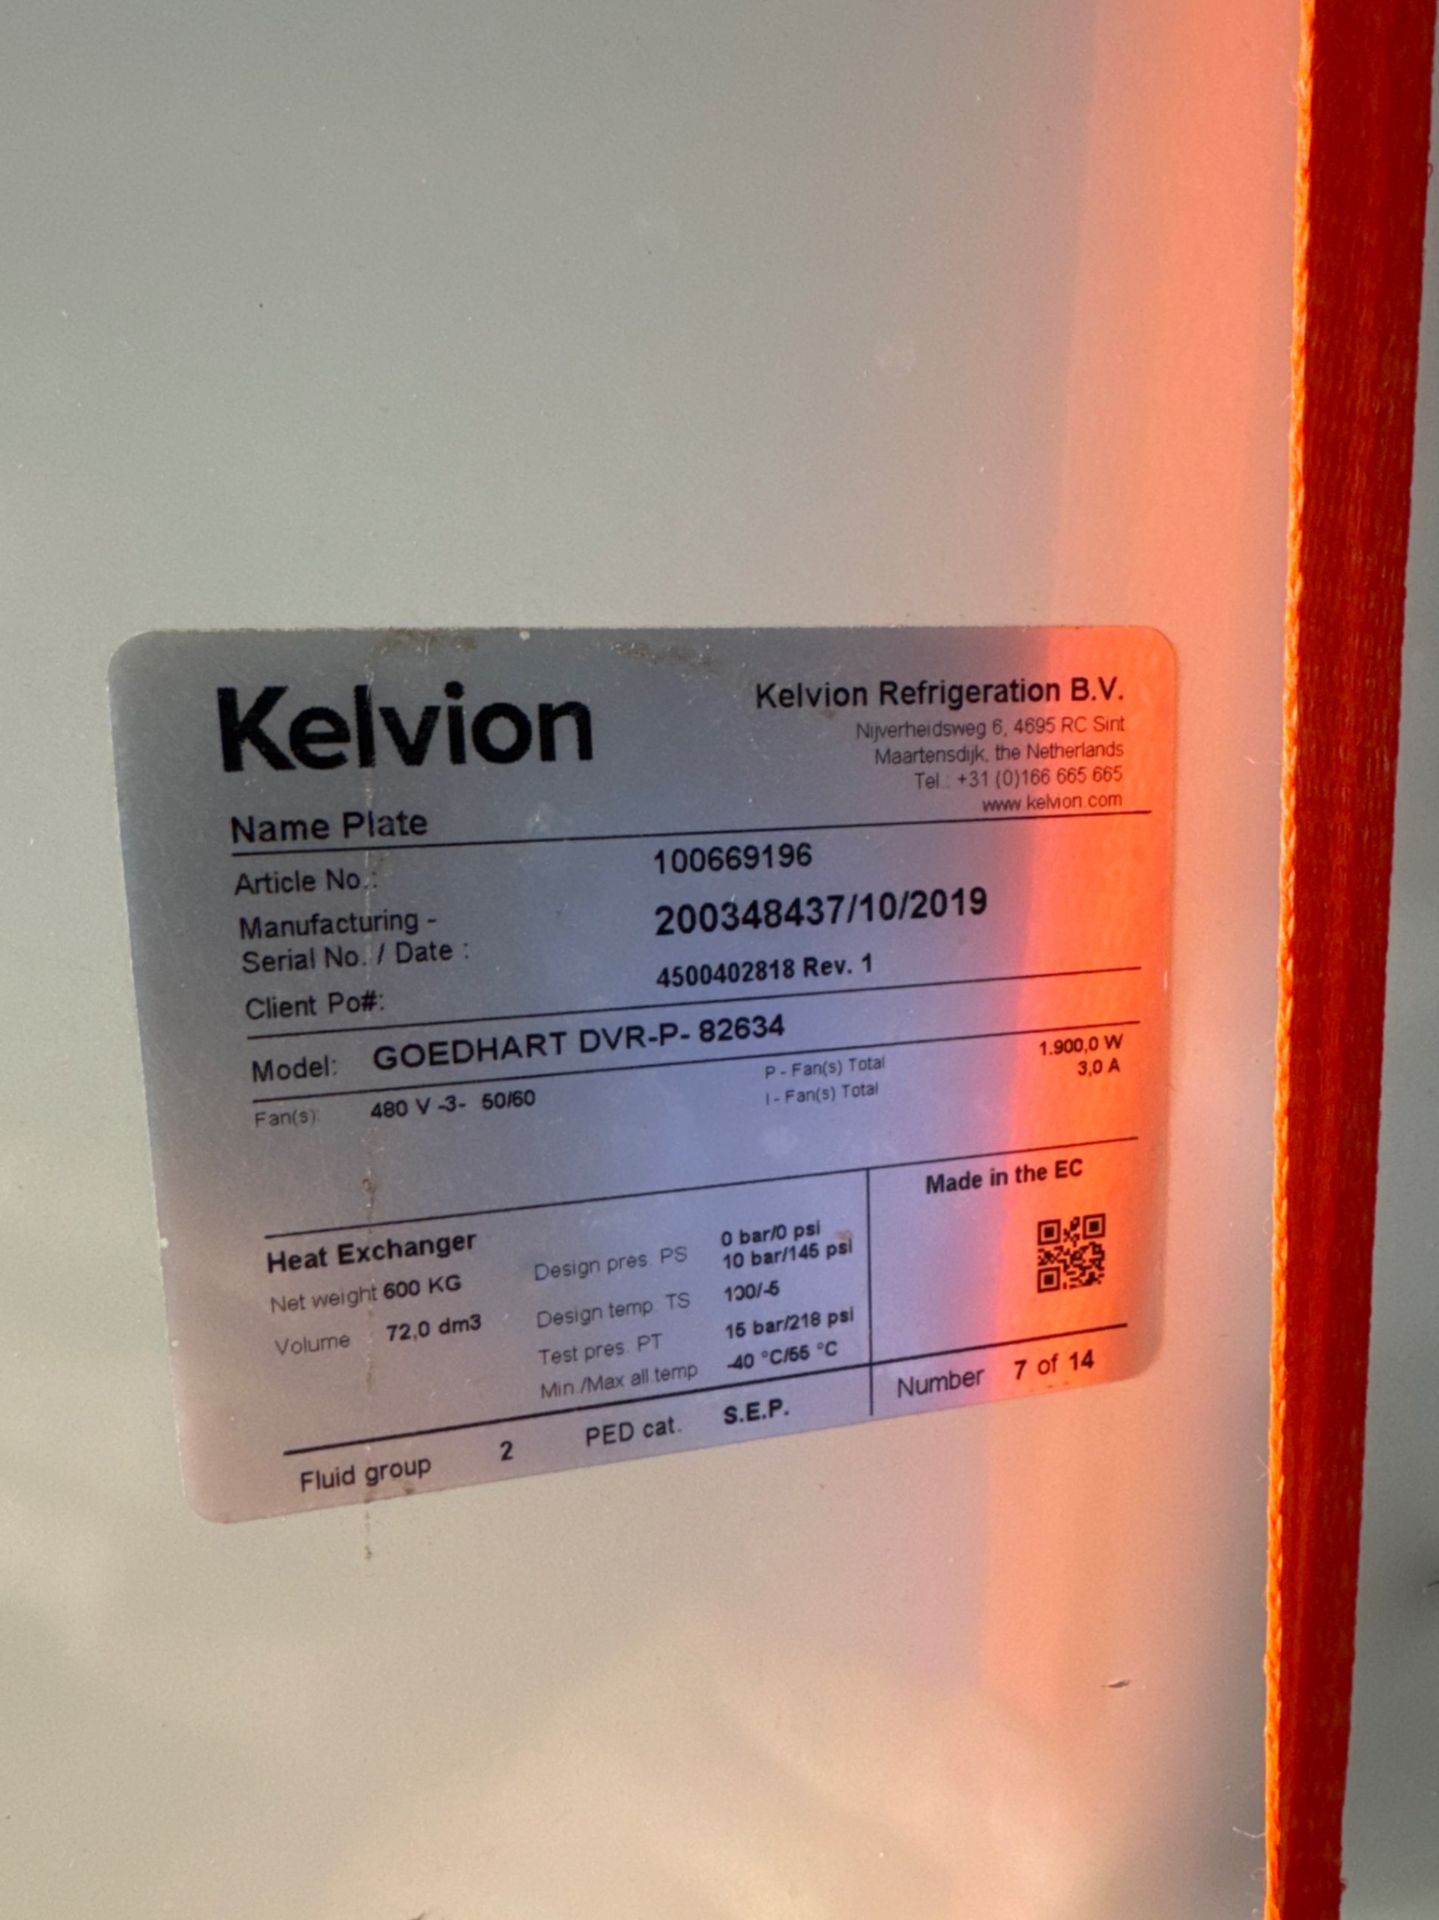 Kelvion
Kelvion Refrigeration B.V.
Nijverheidsweg 6, 4695 RC Sint
Maartensdijk, the Netherlands
Tel.: +31 (0)166 665 665
www.kelvion.com
Name Plate
Article No.: 100669196
Manufacturing -
Serial No. / Date : 200348437/10/2019
Client Po#: 4500402818 Rev. 1
Model: GOEDHART DVR-P- 82634
Fan(s): 480 V -3- 50/60
P - Fan(s) Total 1.900,0 W
I - Fan(s) Total 3,0 A
Heat Exchanger
Net weight 600 KG
Volume 72,0 dm3
Design pres. PS 0 bar/0 psi
10 bar/145 psi
Design temp. TS 100/-5
Test pres. PT 15 bar/218 psi
Min./Max all.temp -40 °C/55 °C
Made in the EC
Number 7 of 14
Fluid group 2 PED cat. S.E.P.